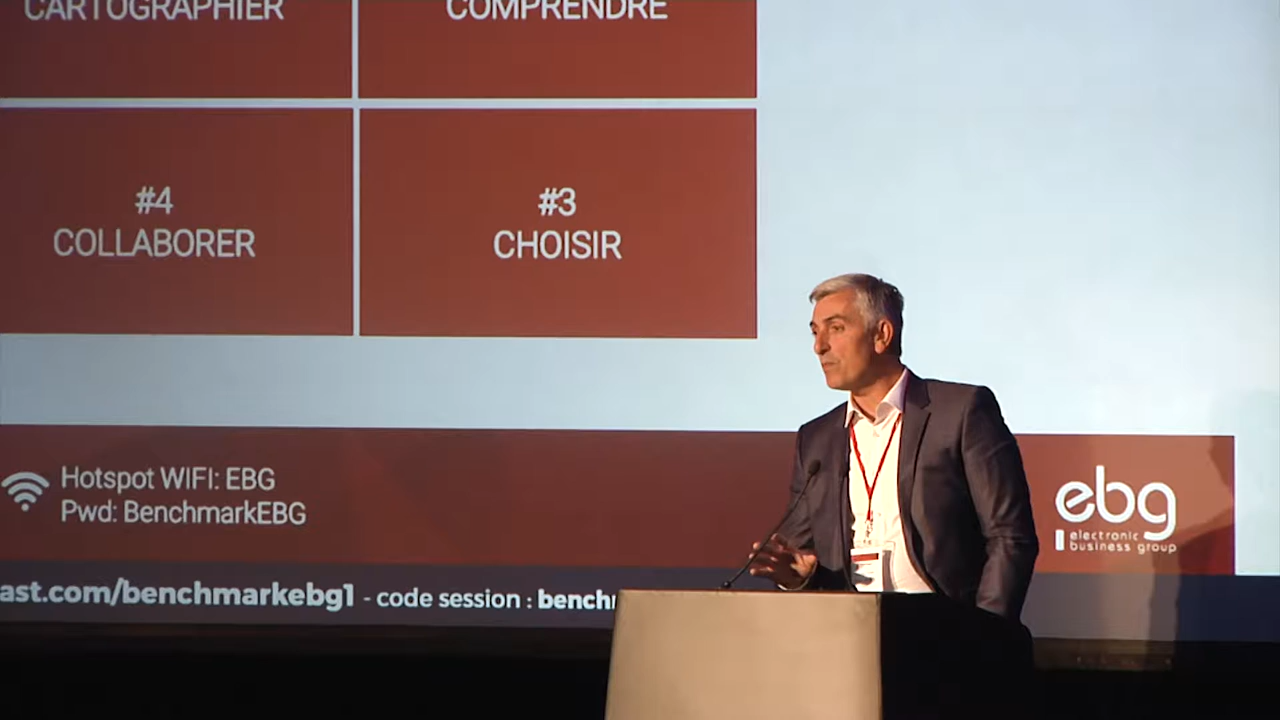 CARTOGRAPHIER
COMPRENDRE
#4
COLLABORER
#3
CHOISIR
Hotspot WIFI: EBG
Pwd: BenchmarkEBG
ebg
electronic
business group
ast.com/benchmarkebg1 - code session : bench